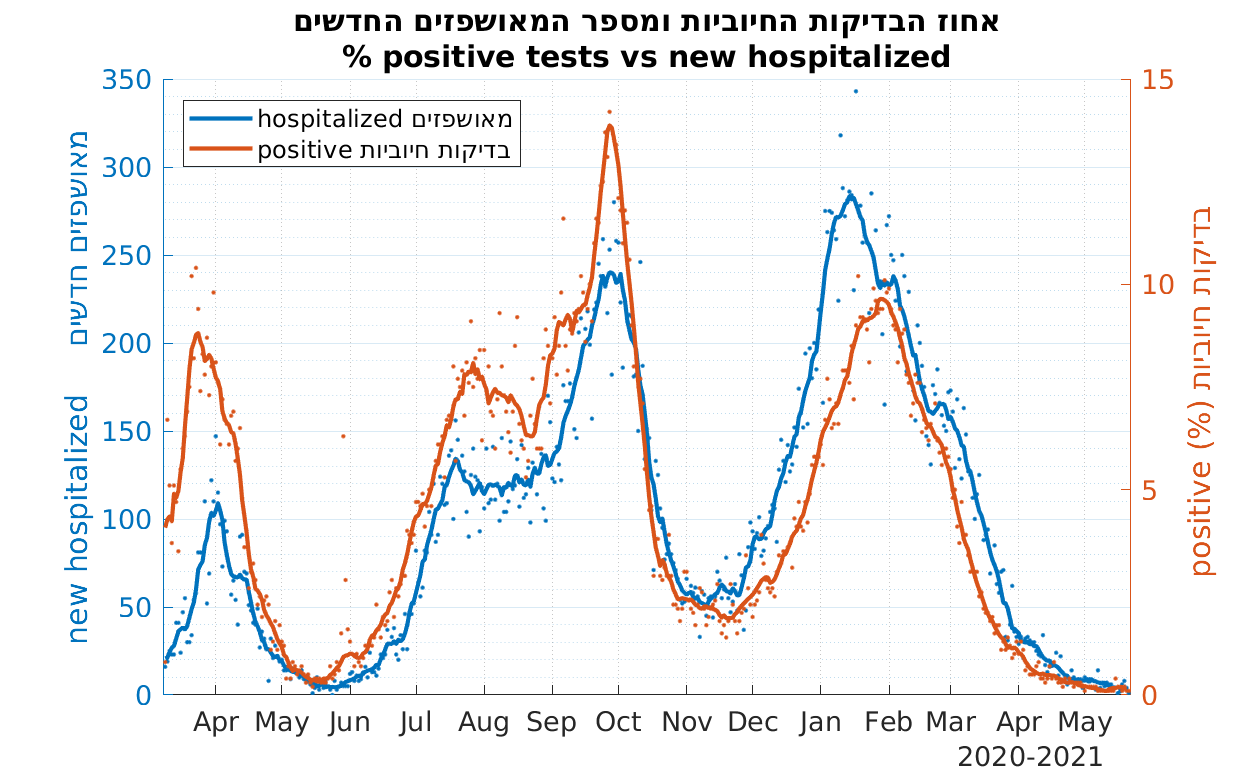 אחוז הבדיקות החיוביות ומספר המאושפזים החדשים
% positive tests vs new hospitalized
מאושפזים hospitalized
בדיקות חיוביות positive
350
300
250
200
150
100
50
0
new hospitalized מאושפזים חדשים
15
10
5
0
positive (%) בדיקות חיוביות
Apr May Jun Jul Aug Sep Oct Nov Dec Jan Feb Mar Apr May
2020-2021